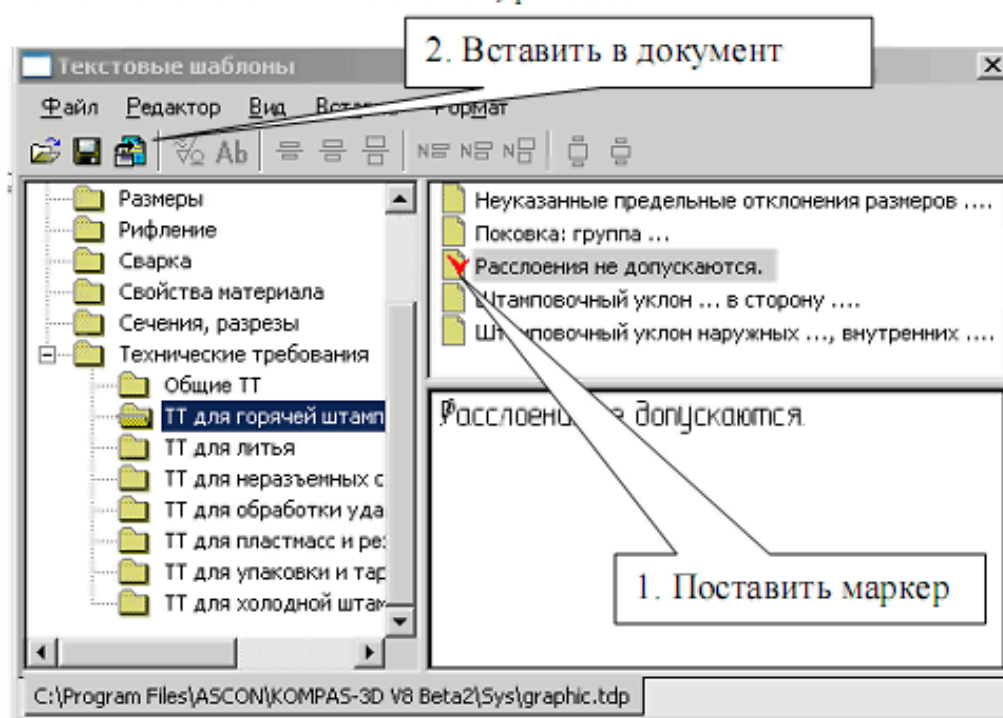 2. Вставить в документ
Текстовые шаблоны
Файл Редактор Вид Формат
Ab
Размеры
Рифление
Сварка
Свойства материала
Сечения, разрезы
Технические требования
Общие ТТ
ТТ для горячей штамп
ТТ для литья
ТТ для неразъемных с
ТТ для обработки уда
ТТ для пластмасс и рез
ТТ для упаковки и тар
ТТ для холодной штам
Неуказанные предельные отклонения размеров ....
Поковка: группа ...
Расслоения не допускаются.
Штамповочный уклон ... в сторону ....
Штамповочный уклон наружных ..., внутренних ....
Расслоения не допускаются.
1. Поставить маркер
C:\Program Files\ASCON\KOMPAS-3D V8 Beta2\Sys\graphic.tdp